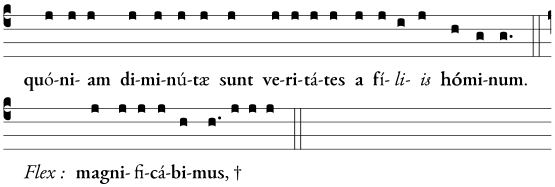 quó-ni- am di-mi-nú-tæ sunt ve-ri-tá-tes a fí-li- is hómi-num.
Flex : magni- fi-cá-bi-mus, †